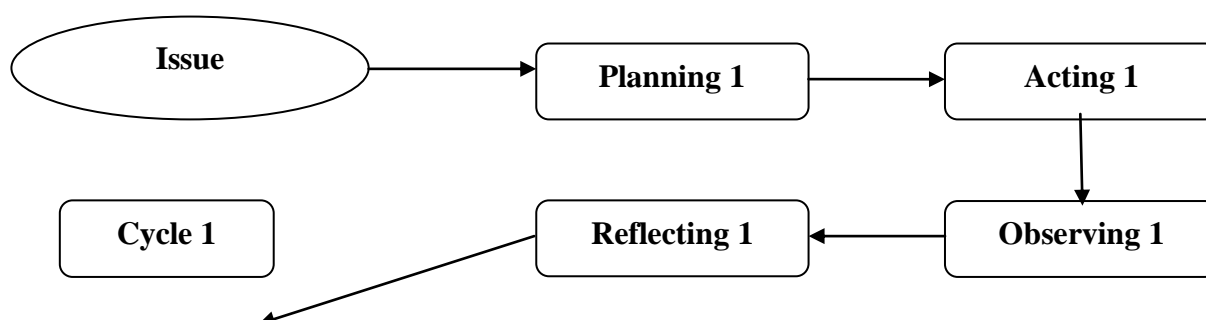 Issue
Planning 1
Acting 1
Cycle 1
Reflecting 1
Observing 1